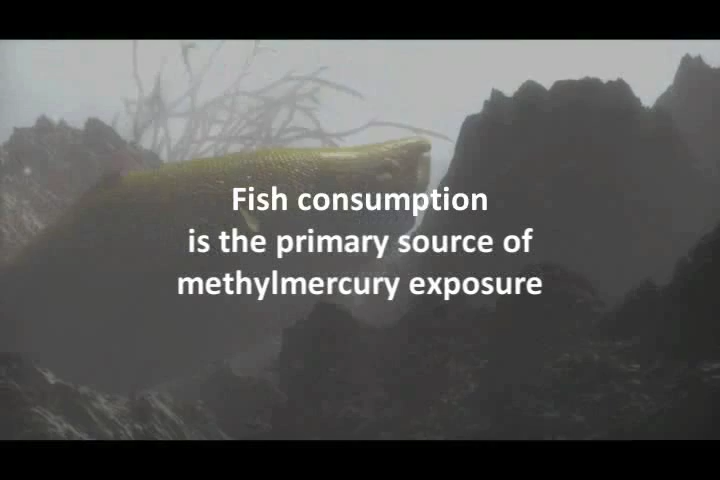 Fish consumption
is the primary source of
methylmercury exposure